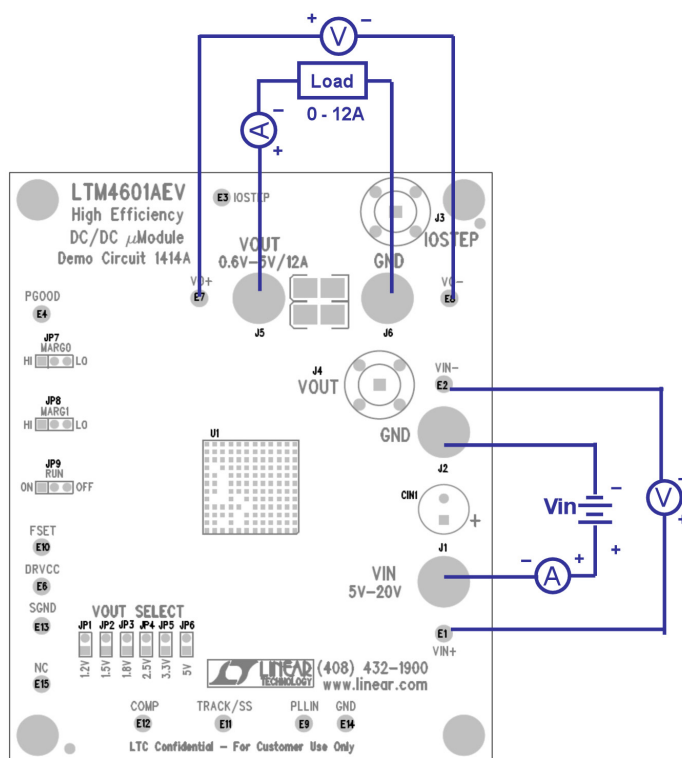 + V -
Load
0 - 12A
-
A
+
LTM4601AEV
High Efficiency
DC/DC µModule
Demo Circuit 1414A
E3 IOSTEP
J3
IOSTEP
VOUT
0.6V-5V/12A
GND
VO+
E7
VO-
E8
J5
J6
PGOOD
E4
JP7
MARG0
HI LO
J4
VOUT
VIN-
E2
JP8
MARG1
HI LO
GND
J2
U1
JP9
RUN
ON OFF
CIN1
+
Vin
-
+
-
V
+
FSET
E10
J1
VIN
5V-20V
- A +
DRVCC
E6
SGND
E13
VOUT SELECT
JP1 JP2 JP3 JP4 JP5 JP6
1.2V 1.5V 1.8V 2.5V 3.3V 5V
E1
VIN+
NC
E15
LINEAR
TECHNOLOGY
(408) 432-1900
www.linear.com
COMP TRACK/SS PLLIN GND
E12 E11 E9 E14
LTC Confidential - For Customer Use Only